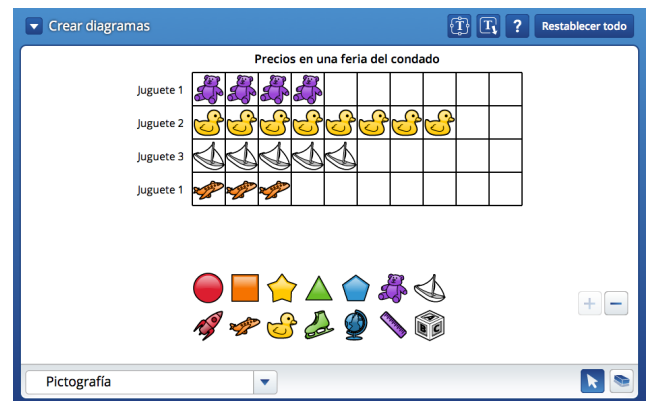 Crear diagramas
? Restablecer todo
Precios en una feria del condado
Juguete 1
Juguete 2
Juguete 3
Juguete 1
Pictografía